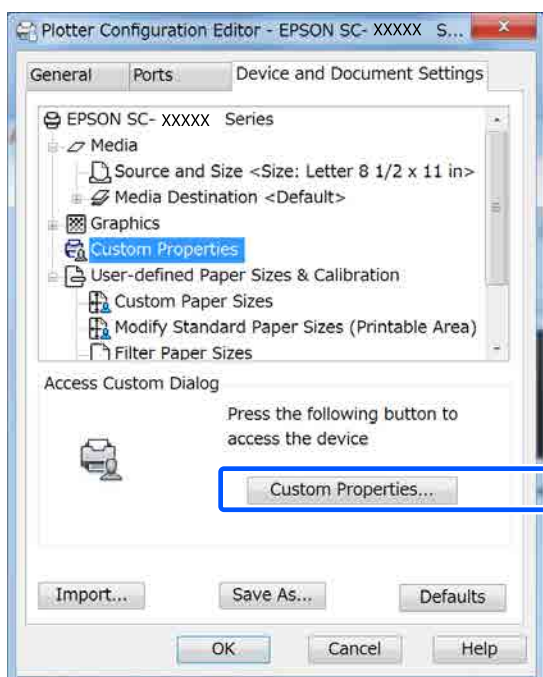 Plotter Configuration Editor - EPSON SC- XXXXX S...
General Ports Device and Document Settings
EPSON SC- XXXXX Series
Media
Source and Size <Size: Letter 8 1/2 x 11 in>
Media Destination <Default>
Graphics
Custom Properties
User-defined Paper Sizes & Calibration
Custom Paper Sizes
Modify Standard Paper Sizes (Printable Area)
Filter Paper Sizes
Access Custom Dialog
Press the following button to
access the device
Custom Properties...
Import... Save As... Defaults
OK Cancel Help